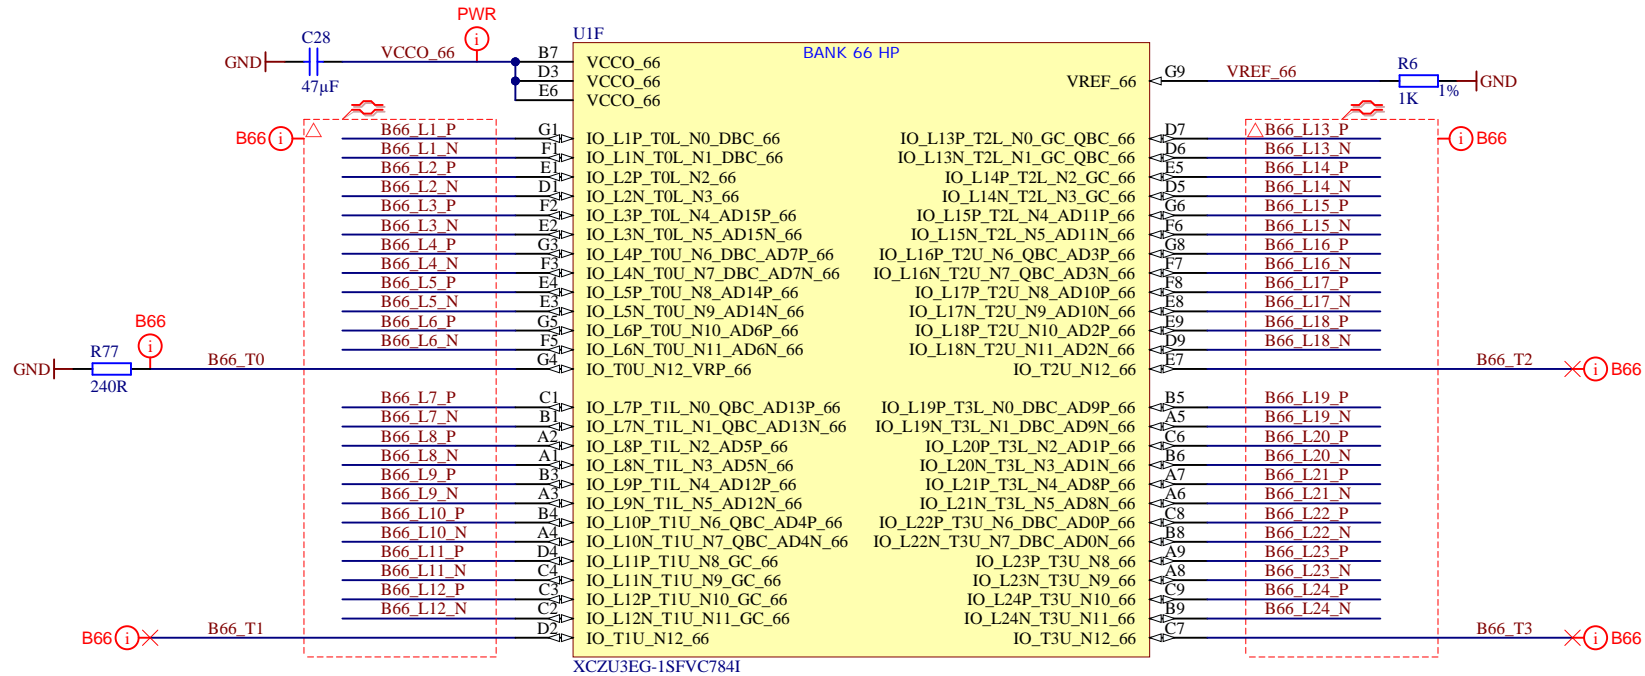 PWR
U1F
C28
GND VCCO_66 B7 VCCO_66
47µF
D3 VCCO_66
E6 VCCO_66
BANK 66 HP
VREF_66 G9 VREF_66 R6 GND
1K 1%
B66 B66_L1_P G1 IO_L1P_T0L_N0_DBC_66 IO_L13P_T2L_N0_GC_QBC_66 D7 B66_L13_P B66
B66_L1_N F1 IO_L1N_T0L_N1_DBC_66 IO_L13N_T2L_N1_GC_QBC_66 D6 B66_L13_N
B66_L2_P E1 IO_L2P_T0L_N2_66 IO_L14P_T2L_N2_GC_66 E5 B66_L14_P
B66_L2_N D1 IO_L2N_T0L_N3_66 IO_L14N_T2L_N3_GC_66 D5 B66_L14_N
B66_L3_P F2 IO_L3P_T0L_N4_AD15P_66 IO_L15P_T2L_N4_AD11P_66 G6 B66_L15_P
B66_L3_N E2 IO_L3N_T0L_N5_AD15N_66 IO_L15N_T2L_N5_AD11N_66 F6 B66_L15_N
B66_L4_P G3 IO_L4P_T0U_N6_DBC_AD7P_66 IO_L16P_T2U_N6_QBC_AD3P_66 G8 B66_L16_P
B66_L4_N F3 IO_L4N_T0U_N7_DBC_AD7N_66 IO_L16N_T2U_N7_QBC_AD3N_66 F7 B66_L16_N
B66_L5_P E4 IO_L5P_T0U_N8_AD14P_66 IO_L17P_T2U_N8_AD10P_66 F8 B66_L17_P
B66_L5_N E3 IO_L5N_T0U_N9_AD14N_66 IO_L17N_T2U_N9_AD10N_66 E8 B66_L17_N
B66_L6_P G5 IO_L6P_T0U_N10_AD6P_66 IO_L18P_T2U_N10_AD2P_66 E9 B66_L18_P
B66_L6_N F5 IO_L6N_T0U_N11_AD6N_66 IO_L18N_T2U_N11_AD2N_66 D9 B66_L18_N
R77 B66
GND B66_T0 G4 IO_T0U_N12_VRP_66 IO_T2U_N12_66 E7 B66_T2 B66
240R
B66_L7_P C1 IO_L7P_T1L_N0_QBC_AD13P_66 IO_L19P_T3L_N0_DBC_AD9P_66 B5 B66_L19_P
B66_L7_N B1 IO_L7N_T1L_N1_QBC_AD13N_66 IO_L19N_T3L_N1_DBC_AD9N_66 A5 B66_L19_N
B66_L8_P A2 IO_L8P_T1L_N2_AD5P_66 IO_L20P_T3L_N2_AD1P_66 C6 B66_L20_P
B66_L8_N A1 IO_L8N_T1L_N3_AD5N_66 IO_L20N_T3L_N3_AD1N_66 B6 B66_L20_N
B66_L9_P B3 IO_L9P_T1L_N4_AD12P_66 IO_L21P_T3L_N4_AD8P_66 A7 B66_L21_P
B66_L9_N A3 IO_L9N_T1L_N5_AD12N_66 IO_L21N_T3L_N5_AD8N_66 A6 B66_L21_N
B66_L10_P B4 IO_L10P_T1U_N6_QBC_AD4P_66 IO_L22P_T3U_N6_DBC_AD0P_66 C8 B66_L22_P
B66_L10_N A4 IO_L10N_T1U_N7_QBC_AD4N_66 IO_L22N_T3U_N7_DBC_AD0N_66 B8 B66_L22_N
B66_L11_P D4 IO_L11P_T1U_N8_GC_66 IO_L23P_T3U_N8_66 A9 B66_L23_P
B66_L11_N C4 IO_L11N_T1U_N9_GC_66 IO_L23N_T3U_N9_66 A8 B66_L23_N
B66_L12_P C3 IO_L12P_T1U_N10_GC_66 IO_L24P_T3U_N10_66 C9 B66_L24_P
B66_L12_N C2 IO_L12N_T1U_N11_GC_66 IO_L24N_T3U_N11_66 B9 B66_L24_N
B66 B66_T1 D2 IO_T1U_N12_66 IO_T3U_N12_66 C7 B66_T3 B66
XCZU3EG-1SFVC784I